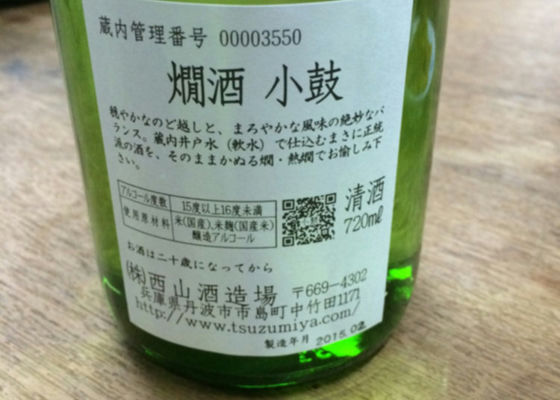 蔵内管理番号 00003550
燗酒 小鼓
穏やかなのど越しと、まろやかな風味の絶妙なバ
ランス。蔵内井戸水(軟水)で仕込むまさに正統
派の酒を、そのままかぬる燗・熱燗でお愉しみ下
さい。
アルコール度数 15度以上16度未満
使用原材料 米(国産)、米麹(国産米)
醸造アルコール
清酒
720ml
お酒は二十歳になってから
(株)西山酒造場 〒669-4302
兵庫県丹波市市島町中竹田1171
http://www.tsuzumiya.com/
製造年月 2015.02